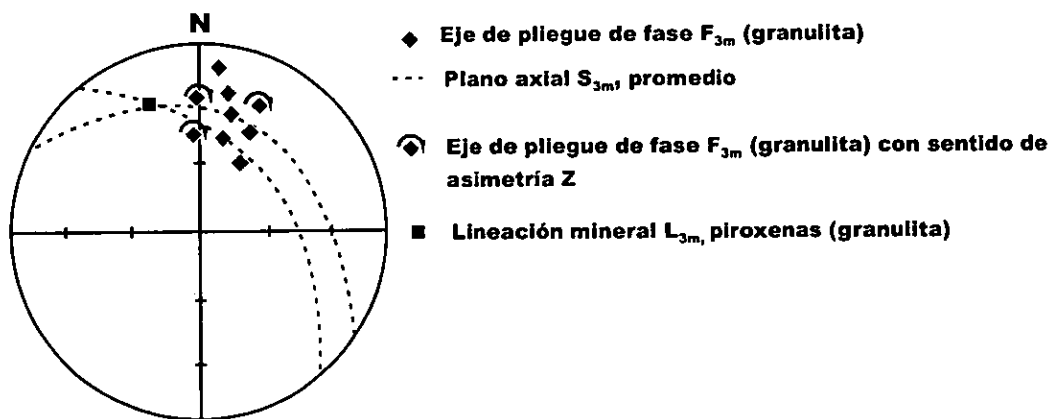 N
Eje de pliegue de fase F3m (granulita)
Plano axial S3m, promedio
Eje de pliegue de fase F3m (granulita) con sentido de
asimetría Z
Lineación mineral L3m, piroxenas (granulita)